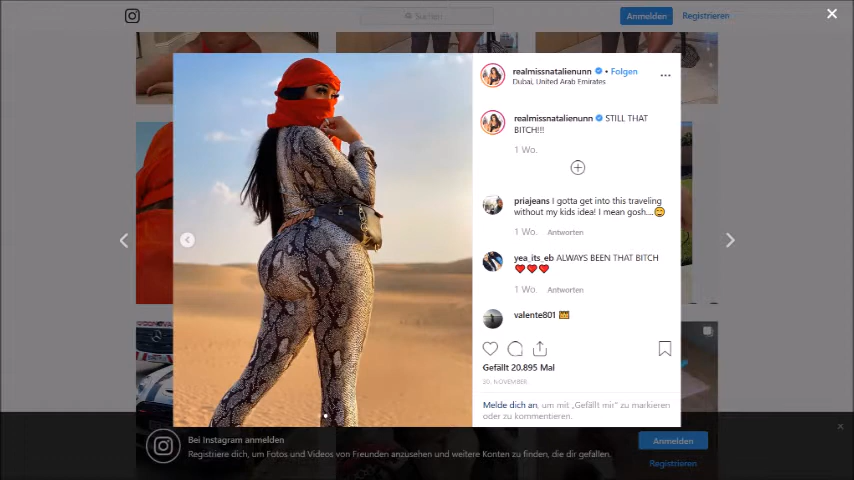 Suchen
Anmelden
Registrieren
realmissnatalienunn • Folgen
Dubai, United Arab Emirates
realmissnatalienunn STILL THAT
BITCH!!!
1 Wo.
priajeans I gotta get into this traveling
without my kids idea! I mean gosh....
1 Wo. Antworten
yea_its_eb ALWAYS BEEN THAT BITCH
1 Wo. Antworten
valente801
Gefällt 20.895 Mal
20. NOVEMBER
Melde dich an, um mit „Gefällt mir“ zu markieren
oder zu kommentieren.
Bei Instagram anmelden
Registriere dich, um Fotos und Videos von Freunden anzusehen und weitere Konten zu finden, die dir gefallen.
Anmelden
Registrieren